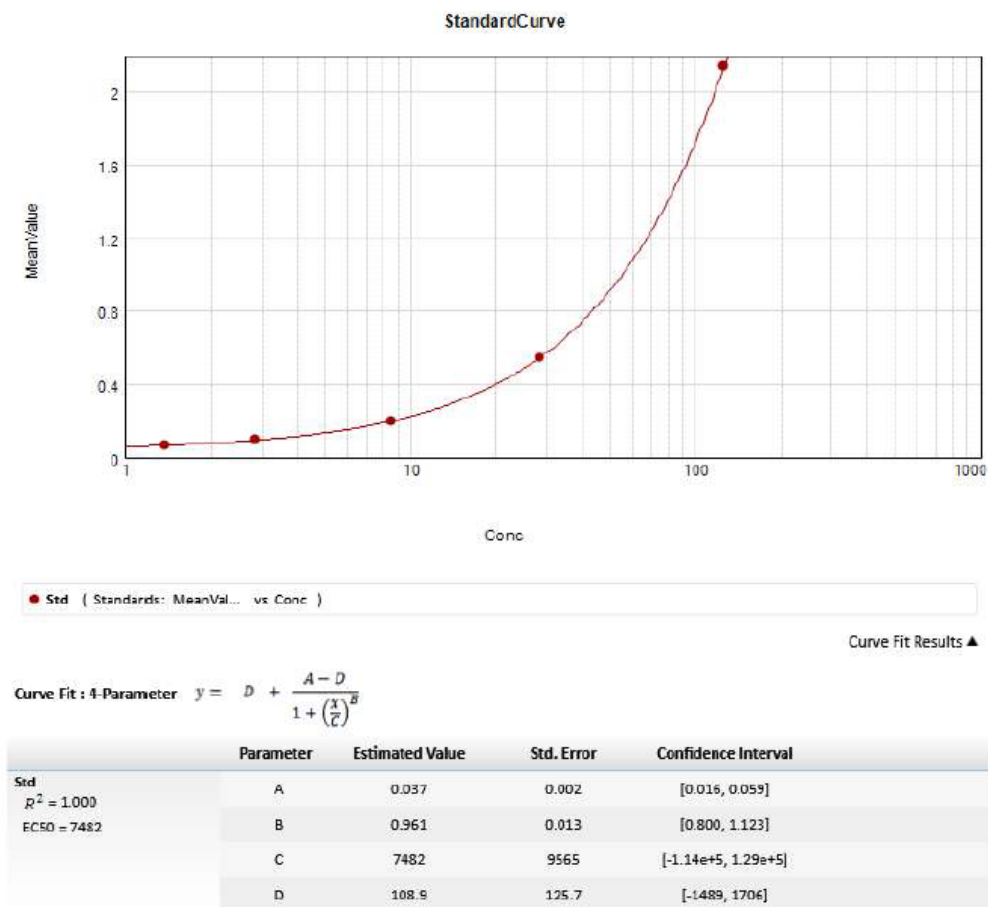 StandardCurve
MeanValue
2
1.6
1.2
0.8
0.4
0
1 10 100 1000
Conc
Std ( Standards: MeanVal... vs Conc )
Curve Fit Results ▲
Curve Fit : 4-Parameter y = D + \frac{A - D}{1 + (\frac{X}{C})^B}
Parameter Estimated Value Std. Error Confidence Interval
Std
R² = 1.000
EC50 = 7482
A 0.037 0.002 [0.016, 0.059]
B 0.961 0.013 [0.800, 1.123]
C 7482 9565 [-1.14e+5, 1.29e+5]
D 108.9 125.7 [-1489, 1706]